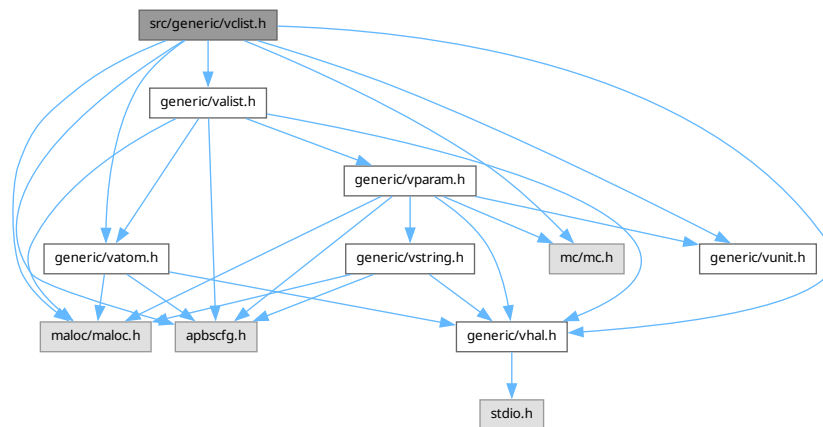 src/generic/vclist.h
generic/valist.h
generic/vparam.h
generic/vatom.h
generic/vstring.h
mc/mc.h
generic/vunit.h
maloc/maloc.h
apbscfg.h
generic/vhal.h
stdio.h